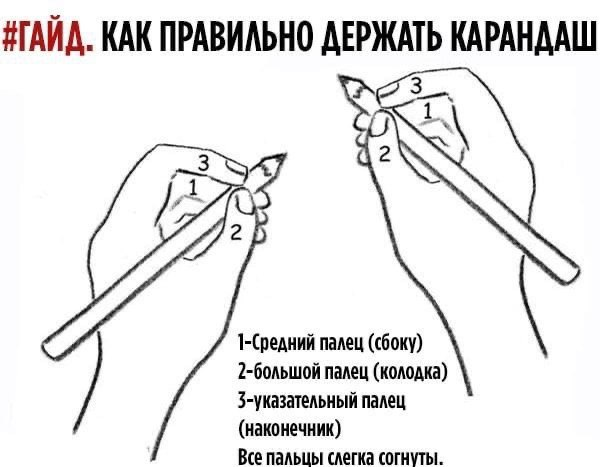 #ГАЙД. КАК ПРАВИЛЬНО ДЕРЖАТЬ КАРАНДАШ
3
1
2
3
1
2
1-Средний палец (сбоку)
2-большой палец (колодка)
3-указательный палец
(наконечник)
Все пальцы слегка согнуты.